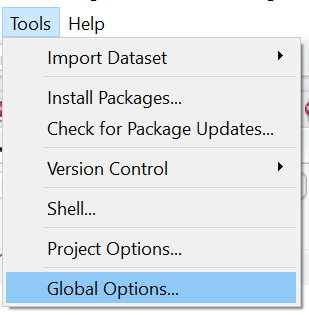 Tools Help
Import Dataset
Install Packages...
Check for Package Updates...
Version Control
Shell...
Project Options...
Global Options...